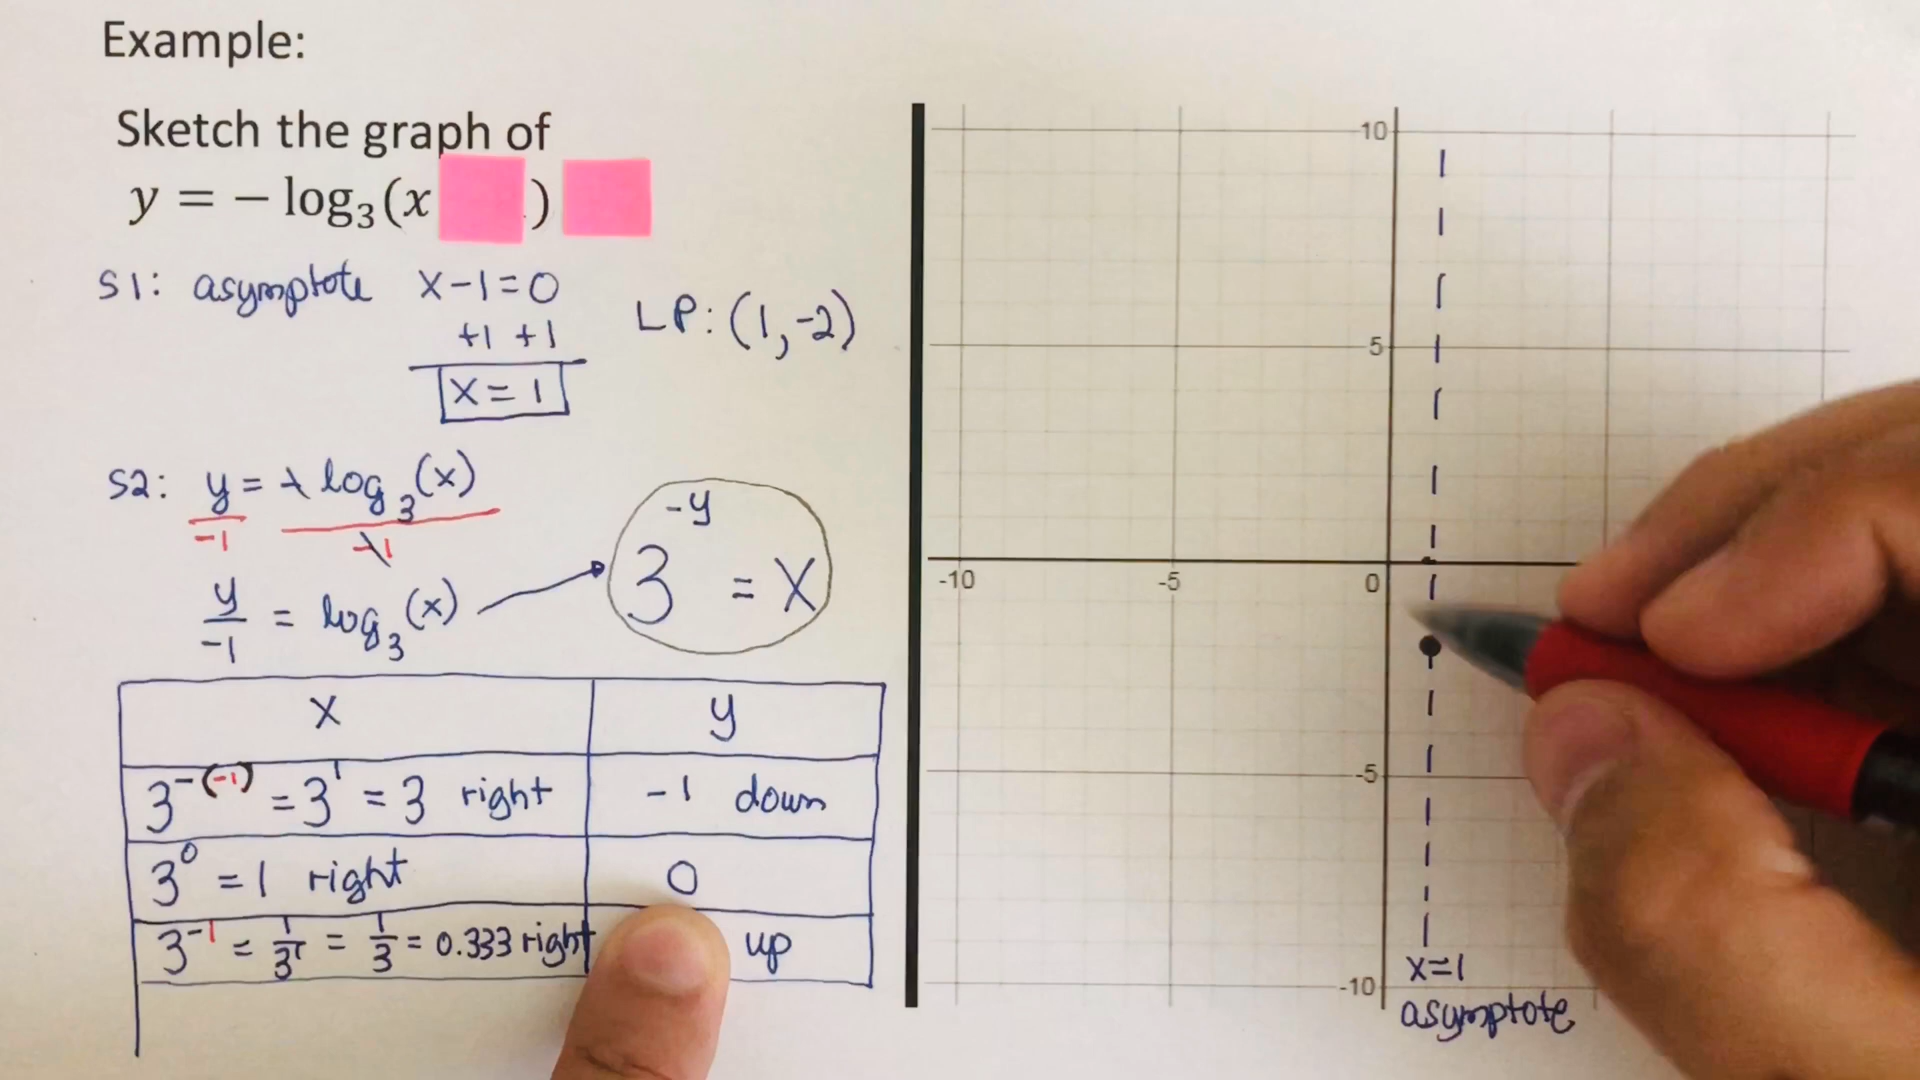 Example:
Sketch the graph of
y = − log₃(x )
S1: asymptote x-1=0
+1 +1
x = 1
LP: (1,-2)
S2: y = -1 log₃(x)
-1 -1
y/-1 = log₃(x)
3^-y = x
x y
3^-(-1) = 3^1 = 3 right -1 down
3^0 = 1 right 0
3^-1 = 1/3^1 = 1/3 = 0.333 right up
10
5
-10 -5 0
-5
-10
x=1
asymptote